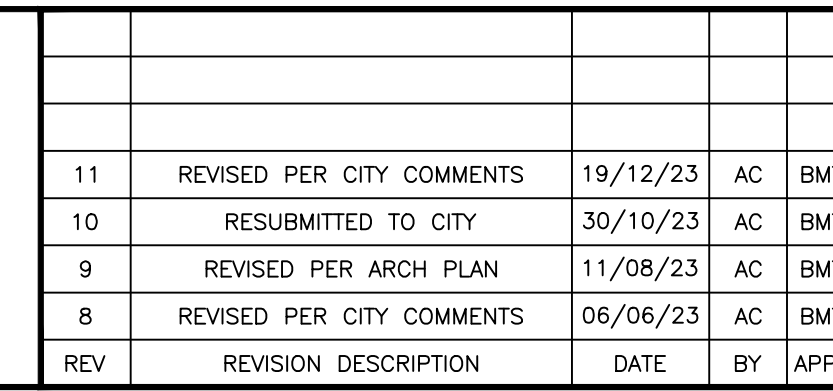 11 REVISED PER CITY COMMENTS 19/12/23 AC
10 RESUBMITTED TO CITY 30/10/23 AC
9 REVISED PER ARCH PLAN 11/08/23 AC
8 REVISED PER CITY COMMENTS 06/06/23 AC
REV REVISION DESCRIPTION DATE BY